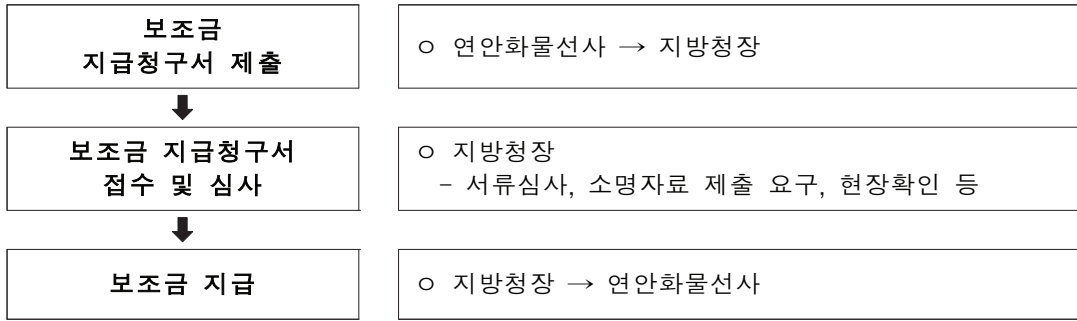 보조금
지급청구서 제출
ㅇ 연안화물선사 → 지방청장
보조금 지급청구서
접수 및 심사
ㅇ 지방청장
- 서류심사, 소명자료 제출 요구, 현장확인 등
보조금 지급
ㅇ 지방청장 → 연안화물선사